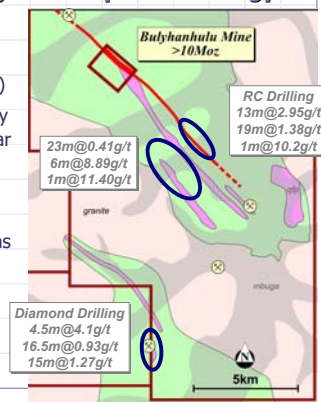 Bulyhanhulu Mine
>10Moz
RC Drilling
13m@2.95g/t
19m@1.38g/t
1m@10.2g/t
23m@0.41g/t
6m@8.89g/t
1m@11.40g/t
granite
mbuga
Diamond Drilling
4.5m@4.1g/t
16.5m@0.93g/t
15m@1.27g/t
N
5km
)
y
ar
as